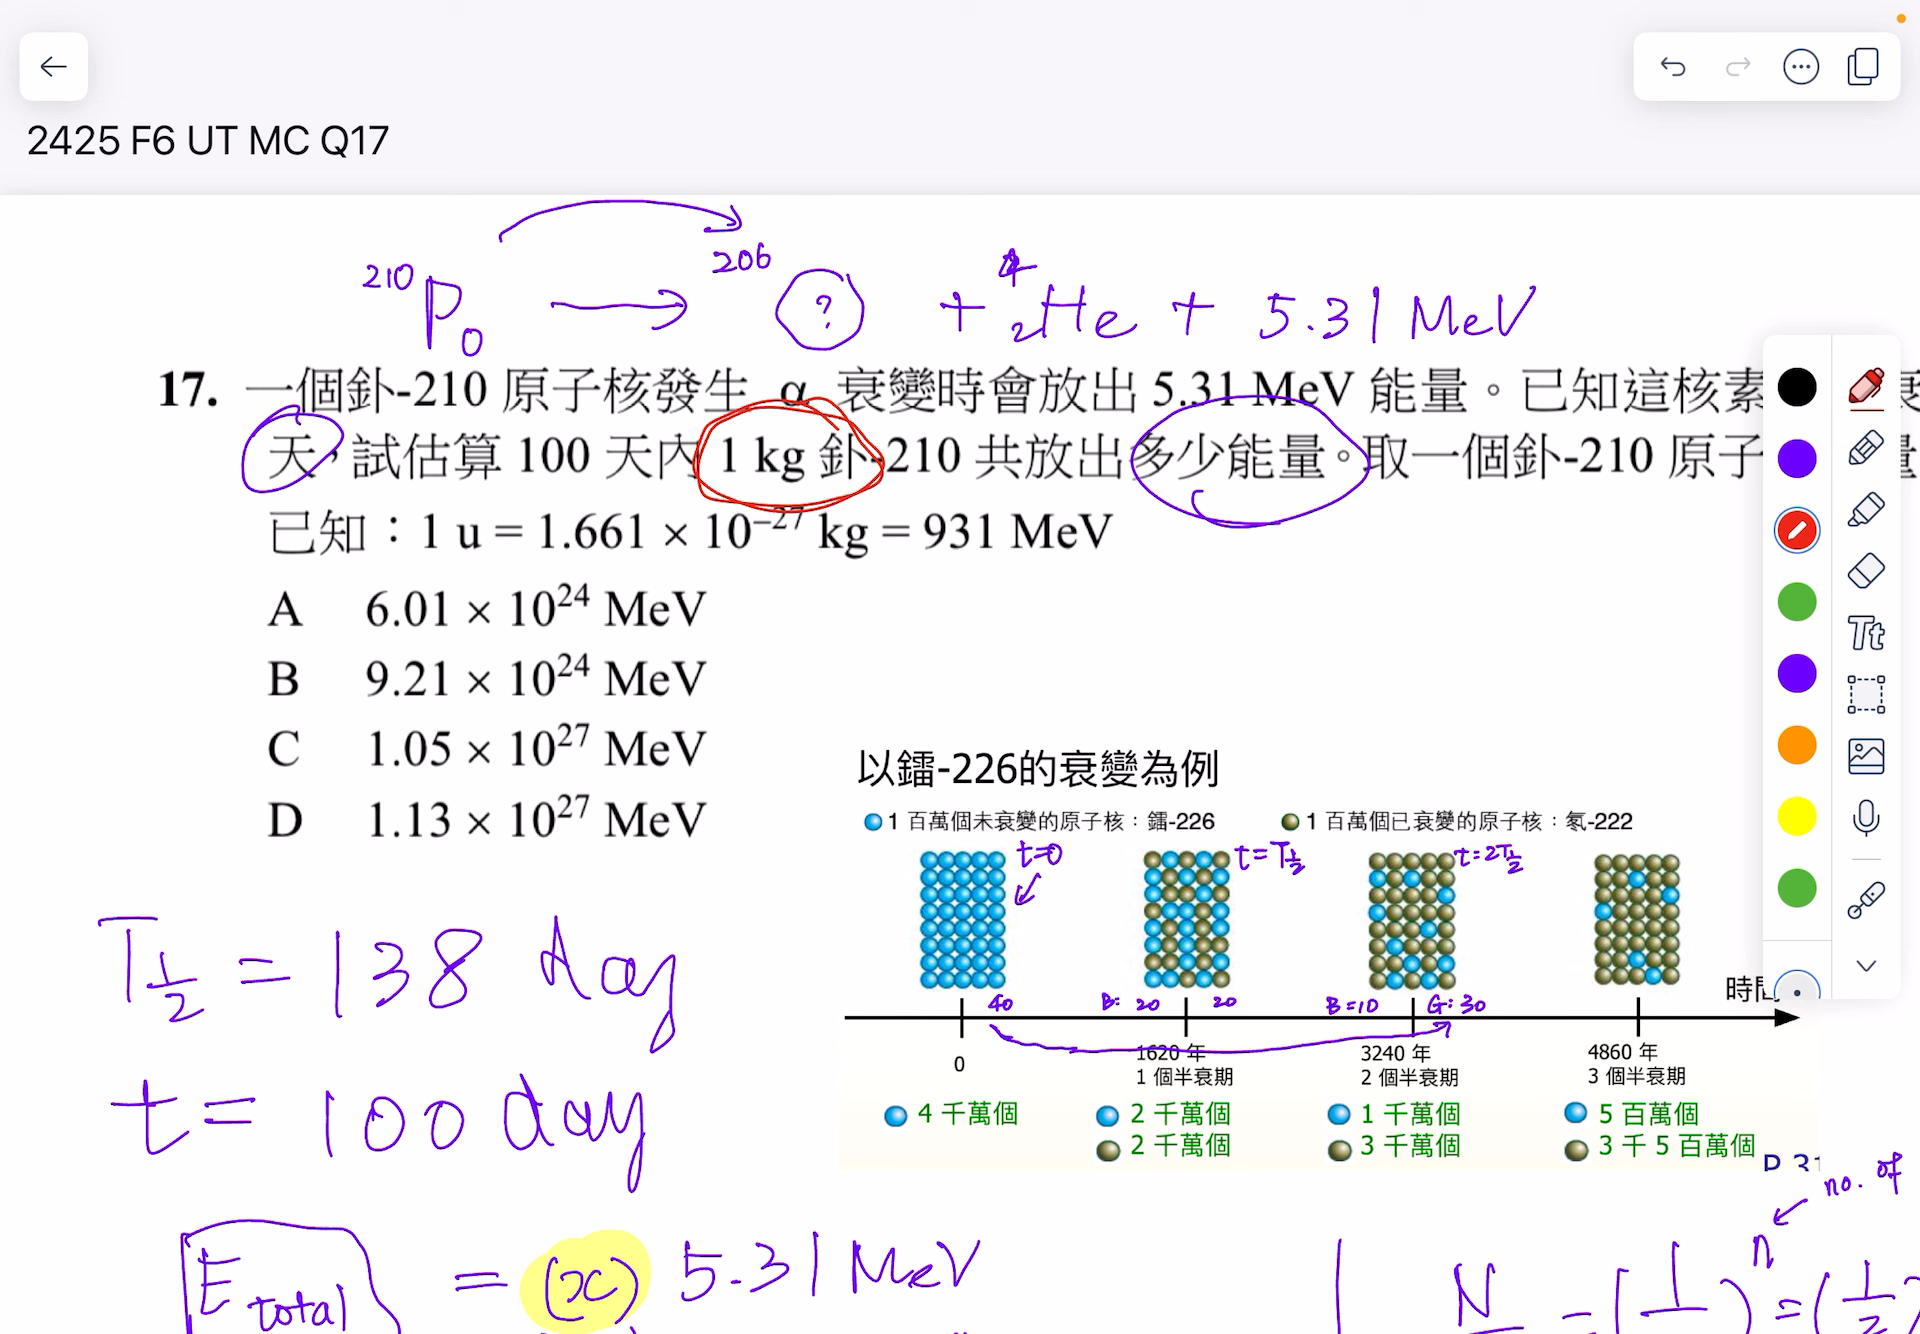 2425 F6 UT MC Q17
²¹⁰Po → ²⁰⁶(?) + ⁴₂He + 5.31 MeV
17. 一個釙-210 原子核發生 α 衰變時會放出 5.31 MeV 能量。已知這核素
天，試估算 100 天內 1 kg 釙-210 共放出多少能量。取一個釙-210 原子
已知：1 u = 1.661 × 10⁻²⁷ kg = 931 MeV
A 6.01 × 10²⁴ MeV
B 9.21 × 10²⁴ MeV
C 1.05 × 10²⁷ MeV
D 1.13 × 10²⁷ MeV
以鐳-226的衰變為例
1 百萬個未衰變的原子核：鐳-226 1 百萬個已衰變的原子核：氡-222
t=0 t=T½ t=2T½
40 B: 20 20 B=10 G: 30
時間
0 1620 年 3240 年 4860 年
1 個半衰期 2 個半衰期 3 個半衰期
4 千萬個 2 千萬個 1 千萬個 5 百萬個
2 千萬個 3 千萬個 3 千 5 百萬個
T½ = 138 day
t = 100 day
P 31
no. of
E total = (x) 5.31 MeV
Tt